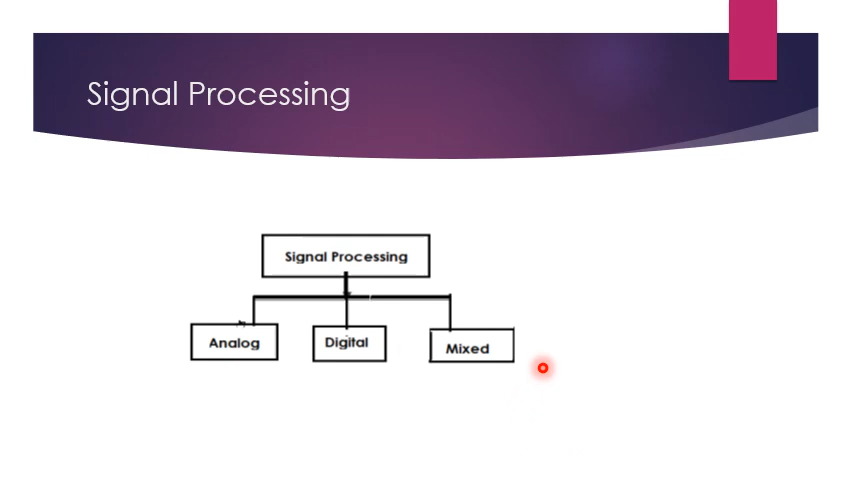 Signal Processing
Signal Processing
Analog
Digital
Mixed